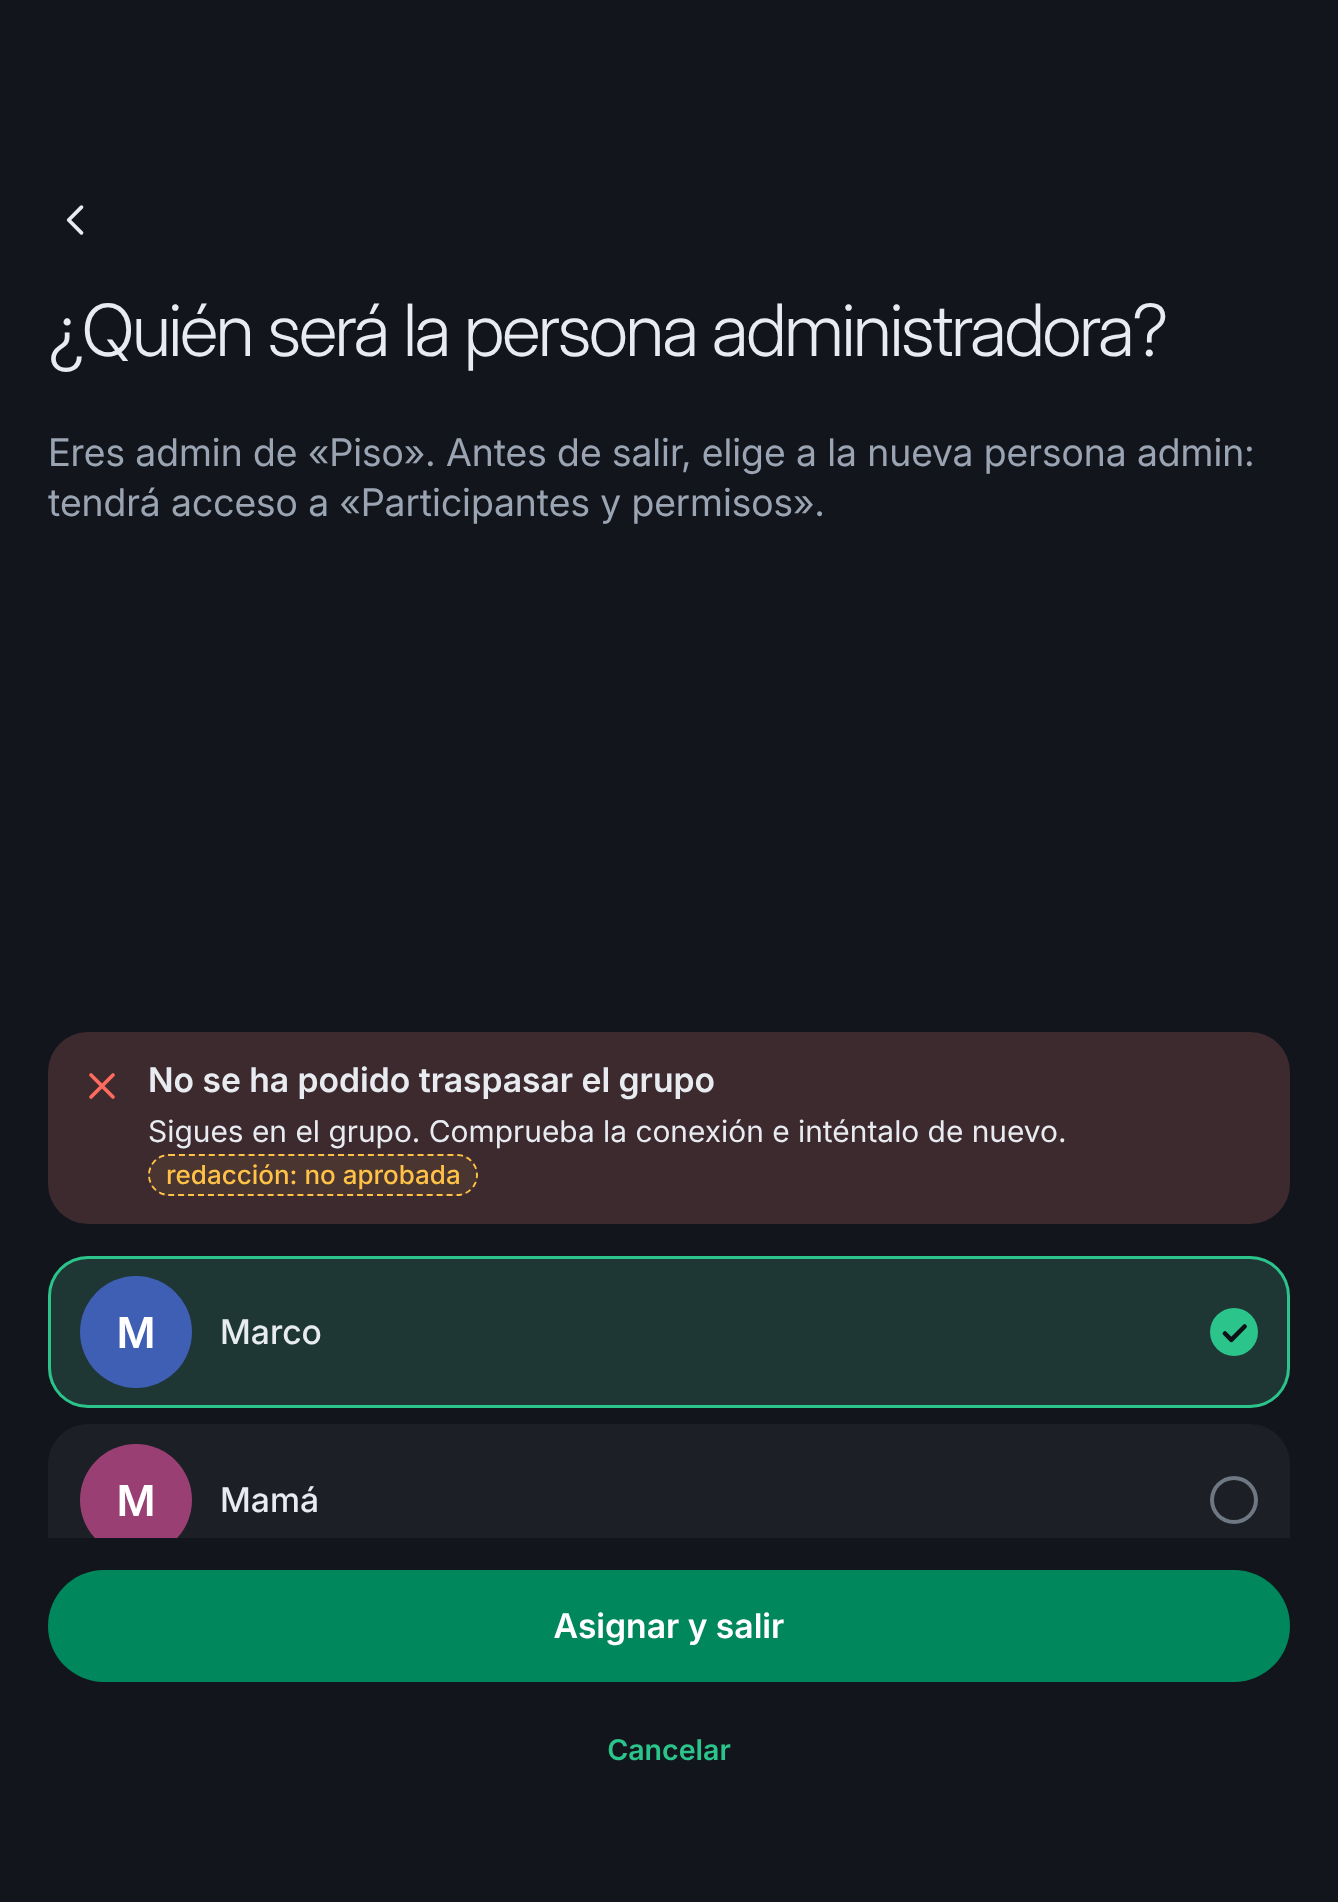 ¿Quién será la persona administradora?
Eres admin de «Piso». Antes de salir, elige a la nueva persona admin:
tendrá acceso a «Participantes y permisos».
No se ha podido traspasar el grupo
Sigues en el grupo. Comprueba la conexión e inténtalo de nuevo.
redacción: no aprobada
M
Marco
M
Mamá
Asignar y salir
Cancelar